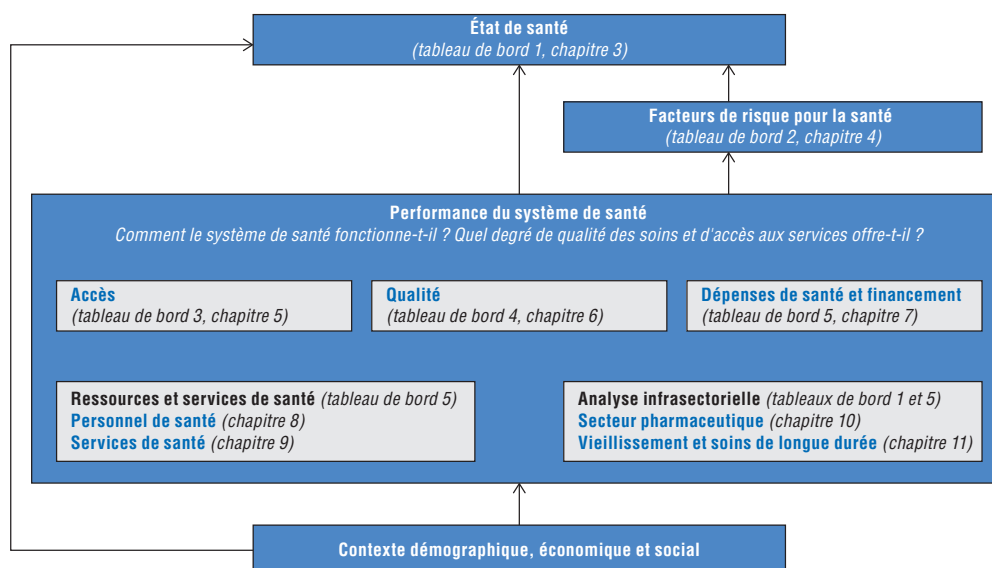 État de santé
(tableau de bord 1, chapitre 3)
Facteurs de risque pour la santé
(tableau de bord 2, chapitre 4)
Performance du système de santé
Comment le système de santé fonctionne-t-il ? Quel degré de qualité des soins et d'accès aux services offre-t-il ?
Accès
(tableau de bord 3, chapitre 5)
Qualité
(tableau de bord 4, chapitre 6)
Dépenses de santé et financement
(tableau de bord 5, chapitre 7)
Ressources et services de santé (tableau de bord 5)
Personnel de santé (chapitre 8)
Services de santé (chapitre 9)
Analyse infrasectorielle (tableaux de bord 1 et 5)
Secteur pharmaceutique (chapitre 10)
Vieillissement et soins de longue durée (chapitre 11)
Contexte démographique, économique et social